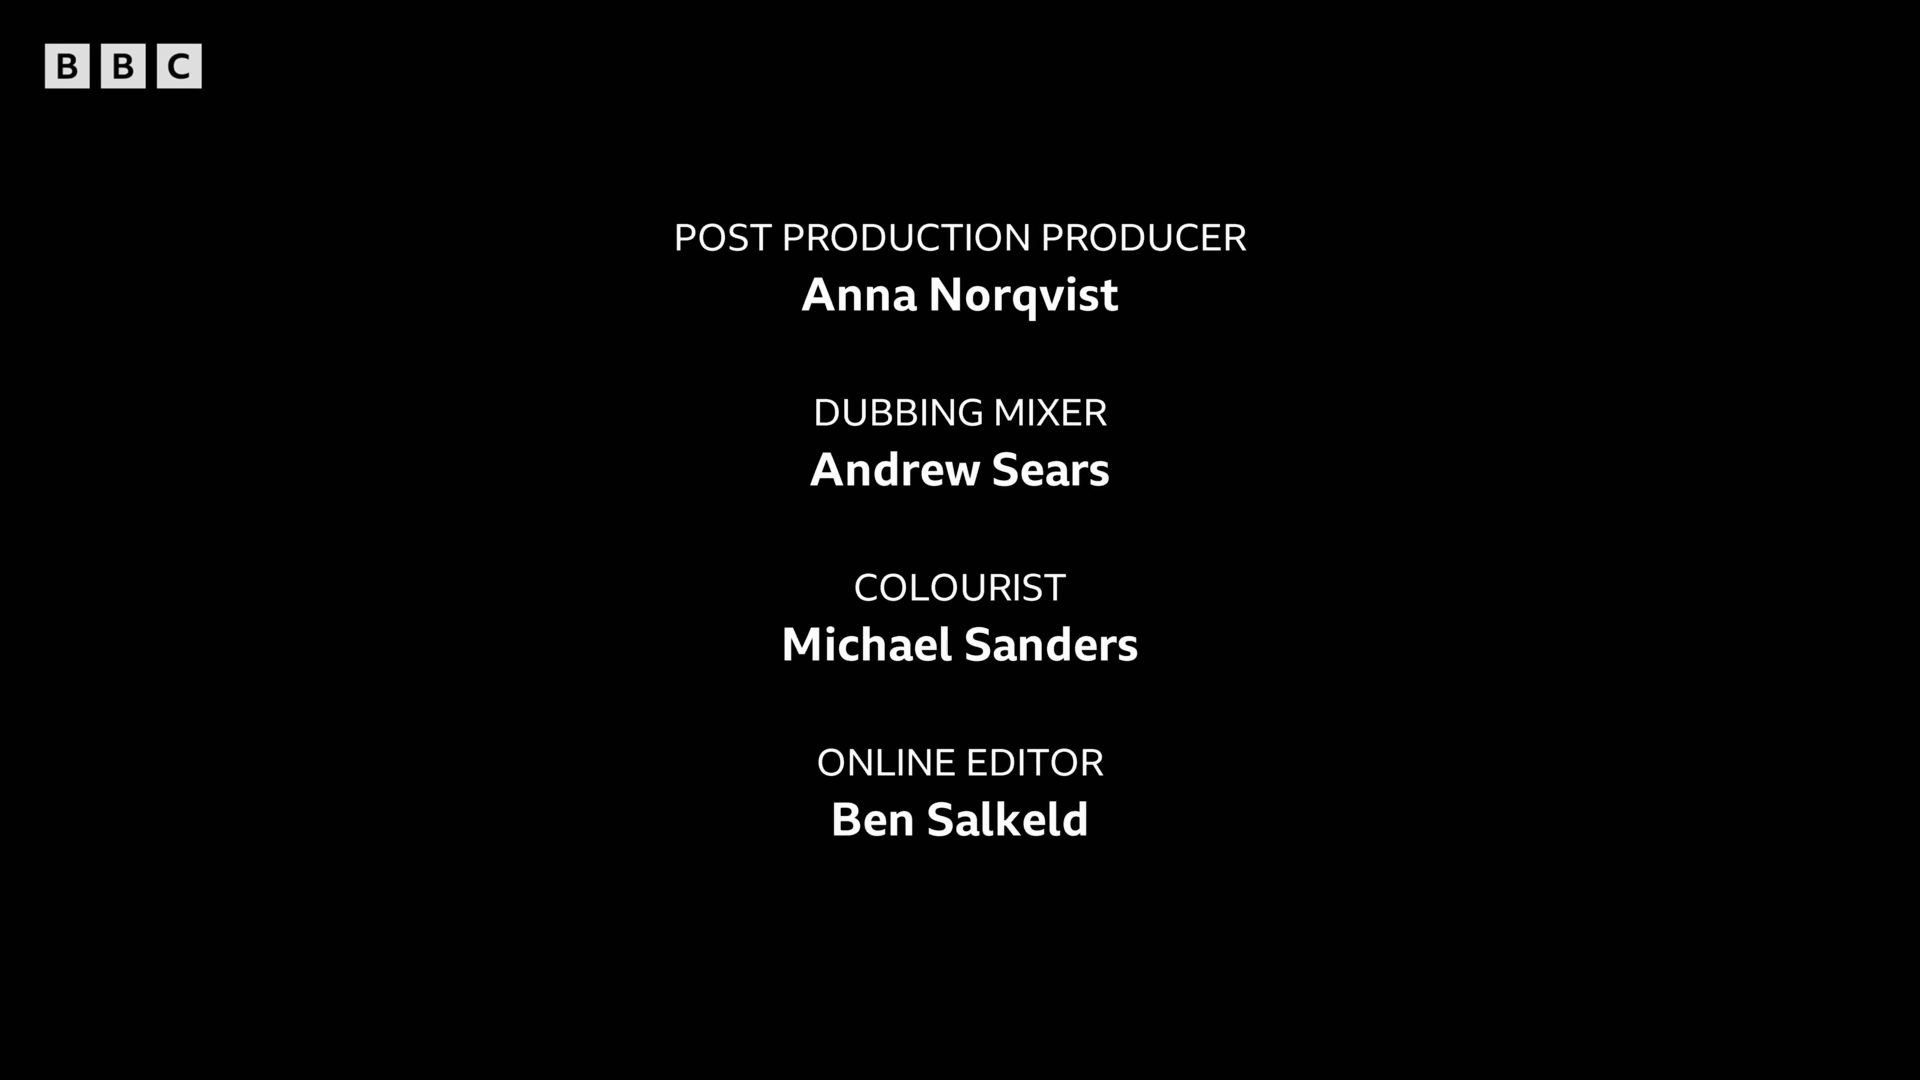 BBC
POST PRODUCTION PRODUCER
Anna Norqvist
DUBBING MIXER
Andrew Sears
COLOURIST
Michael Sanders
ONLINE EDITOR
Ben Salkeld